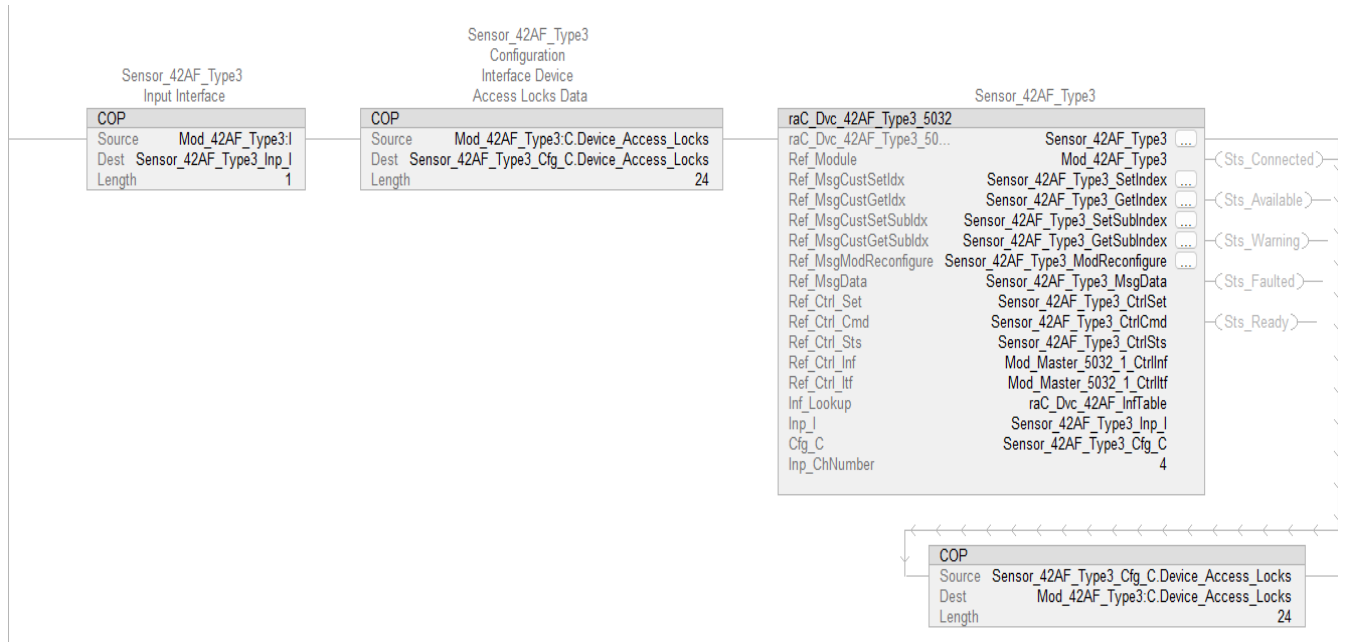 Sensor_42AF_Type3
Input Interface
COP
Source Mod_42AF_Type3:I
Dest Sensor_42AF_Type3_Inp_I
Length 1
Sensor_42AF_Type3
Configuration
Interface Device
Access Locks Data
COP
Source Mod_42AF_Type3:C.Device_Access_Locks
Dest Sensor_42AF_Type3_Cfg_C.Device_Access_Locks
Length 24
Sensor_42AF_Type3
raC_Dvc_42AF_Type3_5032
raC_Dvc_42AF_Type3_50... Sensor_42AF_Type3 ...
Ref_Module Mod_42AF_Type3
Ref_MsgCustSetIdx Sensor_42AF_Type3_SetIndex ...
Ref_MsgCustGetIdx Sensor_42AF_Type3_GetIndex ...
Ref_MsgCustSetSubIdx Sensor_42AF_Type3_SetSubIndex ...
Ref_MsgCustGetSubIdx Sensor_42AF_Type3_GetSubIndex ...
Ref_MsgModReconfigure Sensor_42AF_Type3_ModReconfigure ...
Ref_MsgData Sensor_42AF_Type3_MsgData
Ref_Ctrl_Set Sensor_42AF_Type3_CtrlSet
Ref_Ctrl_Cmd Sensor_42AF_Type3_CtrlCmd
Ref_Ctrl_Sts Sensor_42AF_Type3_CtrlSts
Ref_Ctrl_Inf Mod_Master_5032_1_CtrlInf
Ref_Ctrl_Itf Mod_Master_5032_1_CtrlItf
Inf_Lookup raC_Dvc_42AF_InfTable
Inp_I Sensor_42AF_Type3_Inp_I
Cfg_C Sensor_42AF_Type3_Cfg_C
Inp_ChNumber 4
Sts_Connected
Sts_Available
Sts_Warning
Sts_Faulted
Sts_Ready
COP
Source Sensor_42AF_Type3_Cfg_C.Device_Access_Locks
Dest Mod_42AF_Type3:C.Device_Access_Locks
Length 24